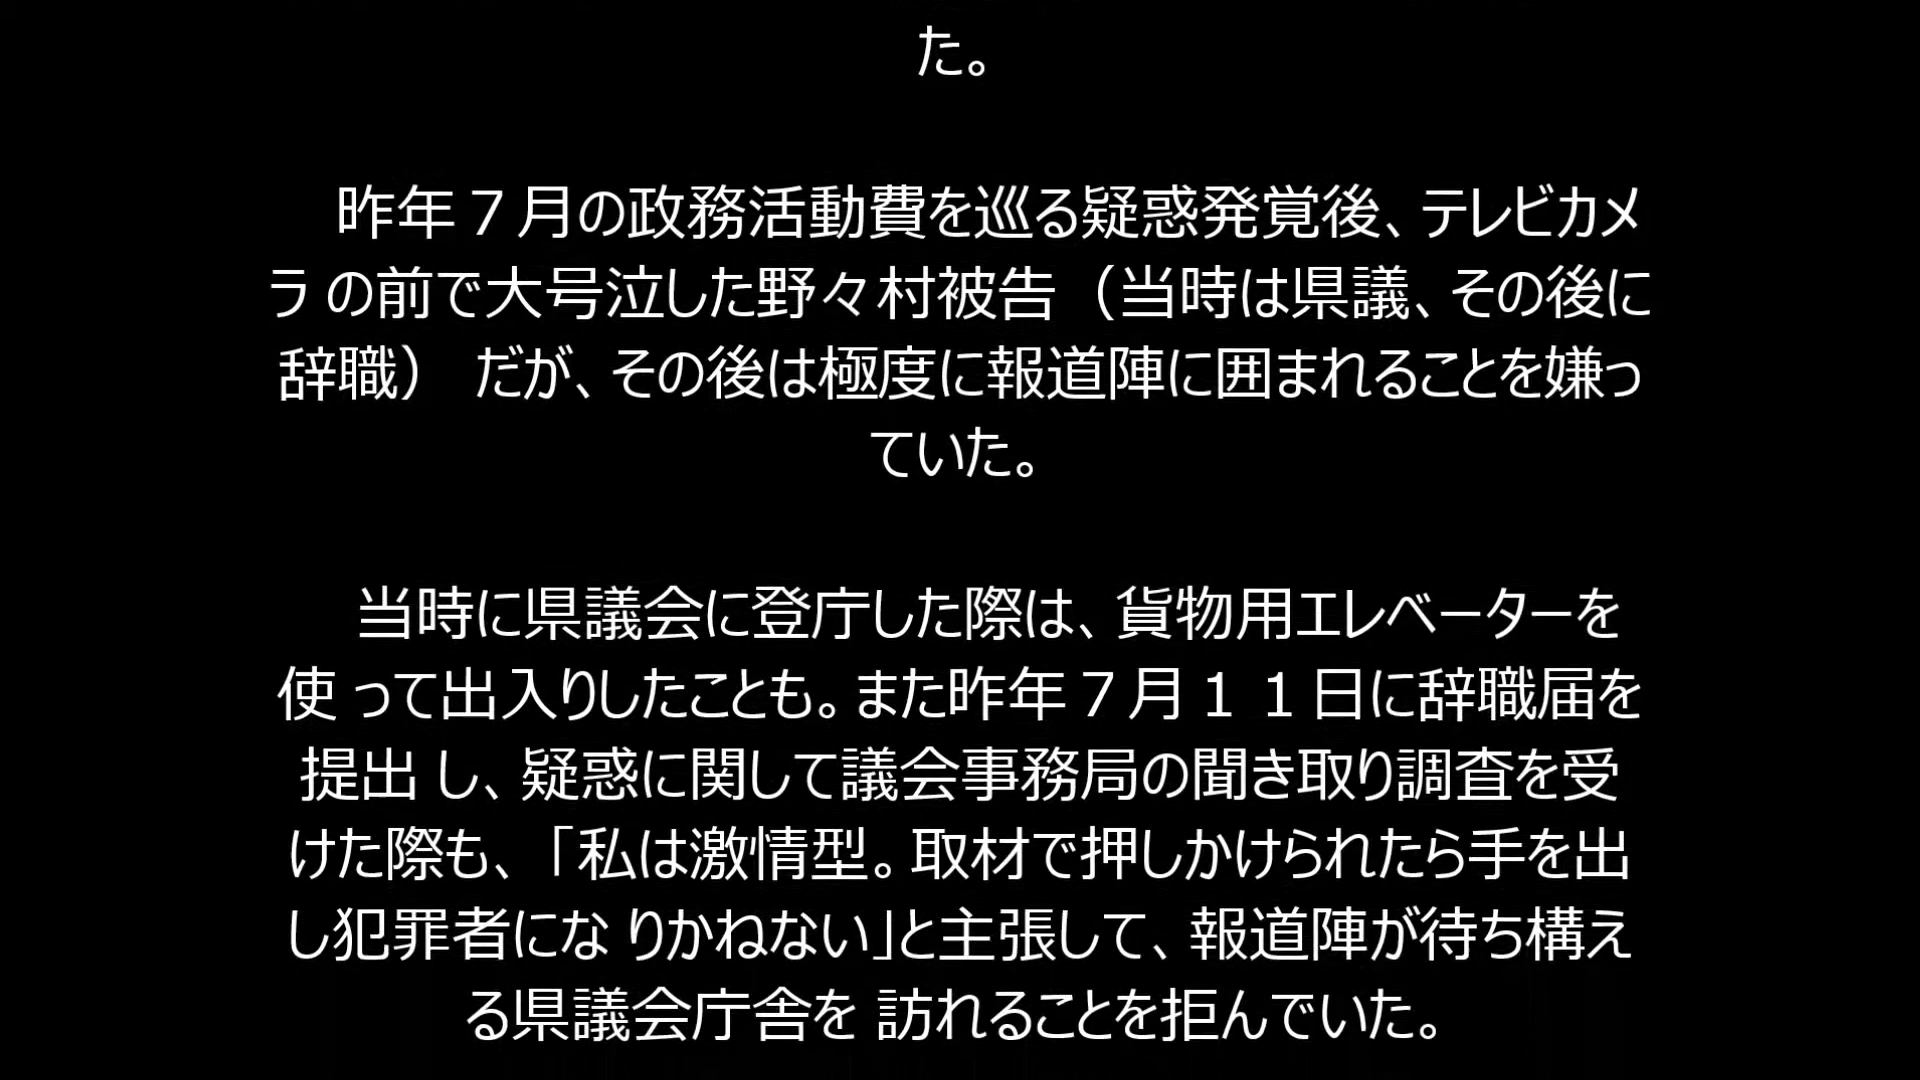 た。
昨年７月の政務活動費を巡る疑惑発覚後、テレビカメ
ラ の前で大号泣した野々村被告（当時は県議、その後に
辞職） だが、その後は極度に報道陣に囲まれることを嫌っ
ていた。
当時に県議会に登庁した際は、貨物用エレベーターを
使 って出入りしたことも。また昨年７月１１日に辞職届を
提出 し、疑惑に関して議会事務局の聞き取り調査を受
けた際も、「私は激情型。取材で押しかけられたら手を出
し犯罪者にな りかねない」と主張して、報道陣が待ち構え
る県議会庁舎を 訪れることを拒んでいた。